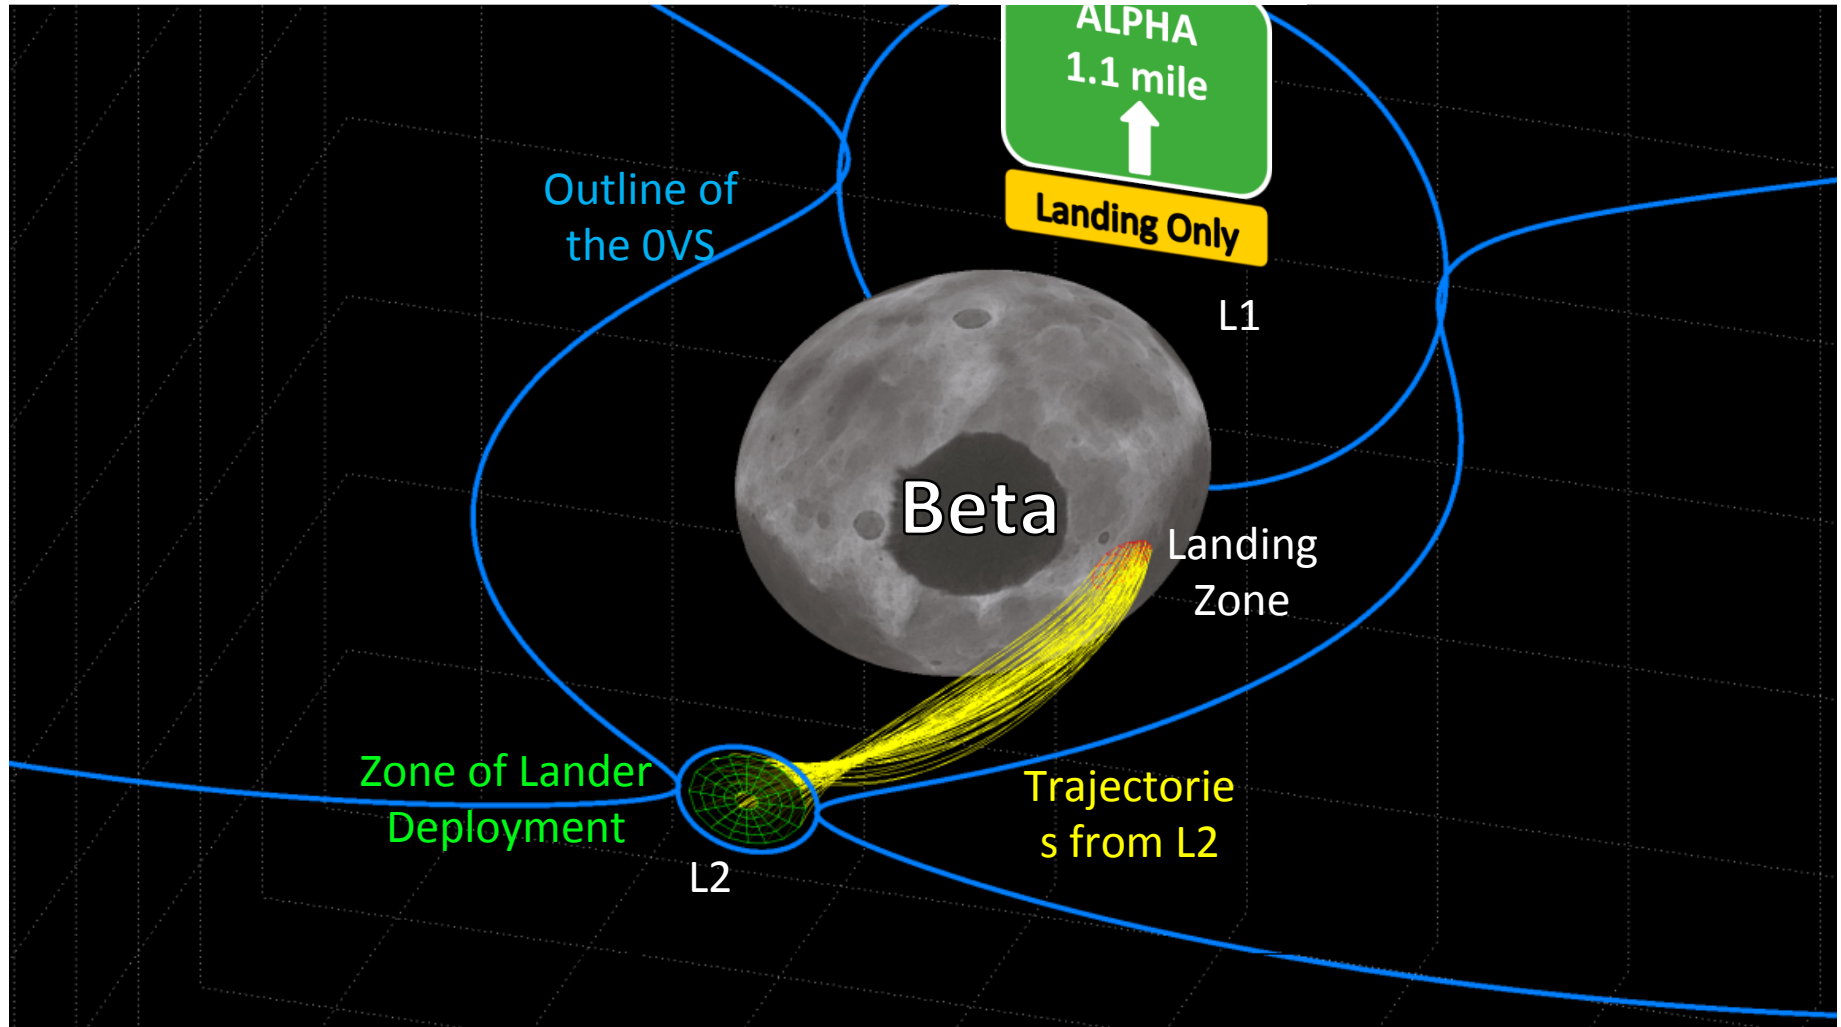 ALPHA
1.1 mile
Landing Only
Outline of
the 0VS
L1
Beta
Landing
Zone
Zone of Lander
Deployment
Trajectorie
s from L2
L2